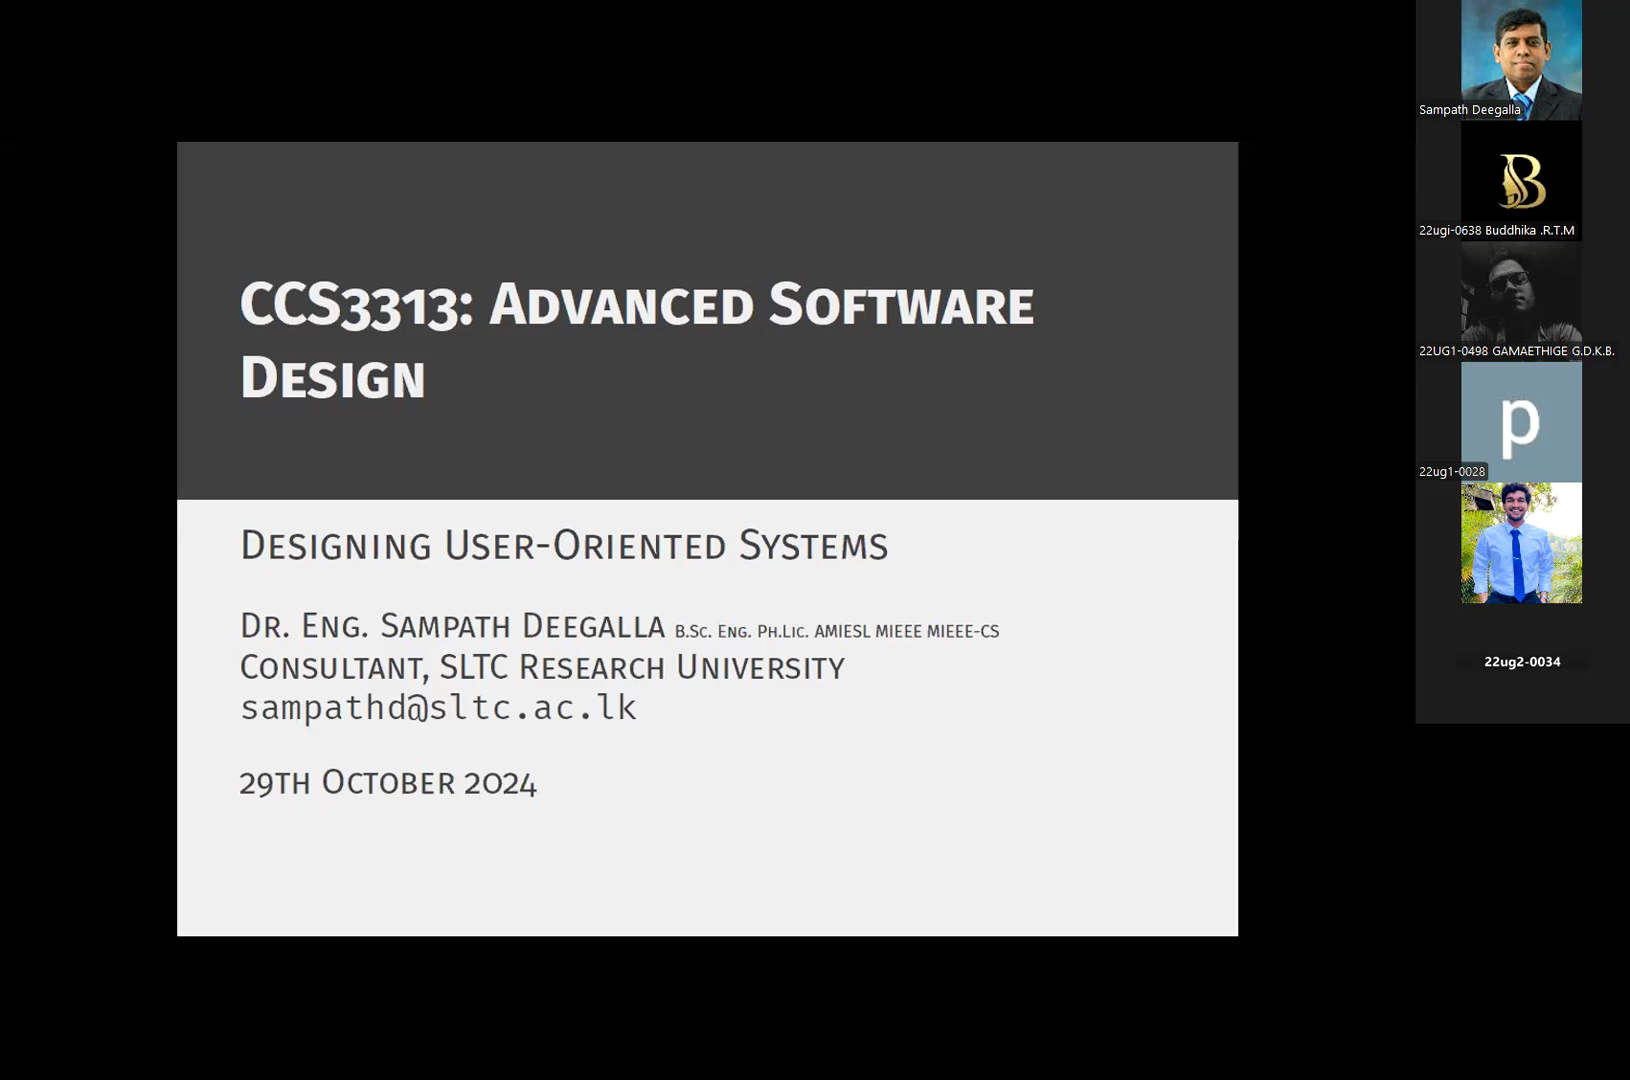 CCS3313: Advanced Software
Design
Designing User-Oriented Systems
Dr. Eng. Sampath Deegalla B.Sc. Eng. Ph.Lic. AMIESL MIEEE MIEEE-CS
Consultant, SLTC Research University
sampathd@sltc.ac.lk
29th October 2024
Sampath Deegalla
B
22ugi-0638 Buddhika .R.T.M
22UG1-0498 GAMAETHIGE G.D.K.B.
p
22ug1-0028
22ug2-0034